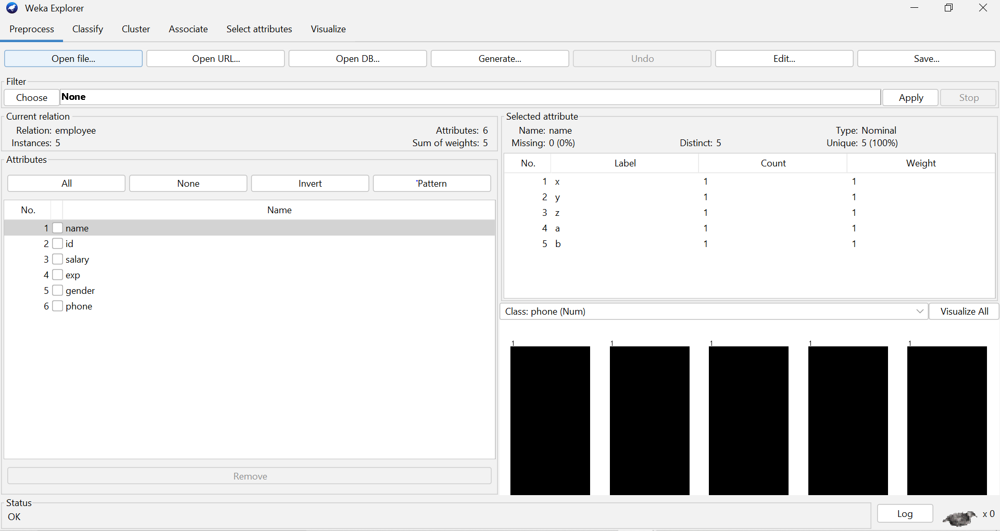 Weka Explorer
Preprocess Classify Cluster Associate Select attributes Visualize
Open file... Open URL... Open DB... Generate... Undo Edit... Save...
Filter
Choose None Apply Stop
Current relation
Relation: employee Attributes: 6
Instances: 5 Sum of weights: 5
Attributes
All None Invert Pattern
No. Name
1 name
2 id
3 salary
4 exp
5 gender
6 phone
Remove
Selected attribute
Name: name Type: Nominal
Missing: 0 (0%) Distinct: 5 Unique: 5 (100%)
No. Label Count Weight
1 x 1 1
2 y 1 1
3 z 1 1
4 a 1 1
5 b 1 1
Class: phone (Num) Visualize All
1 1 1 1 1
Status
OK
Log x 0